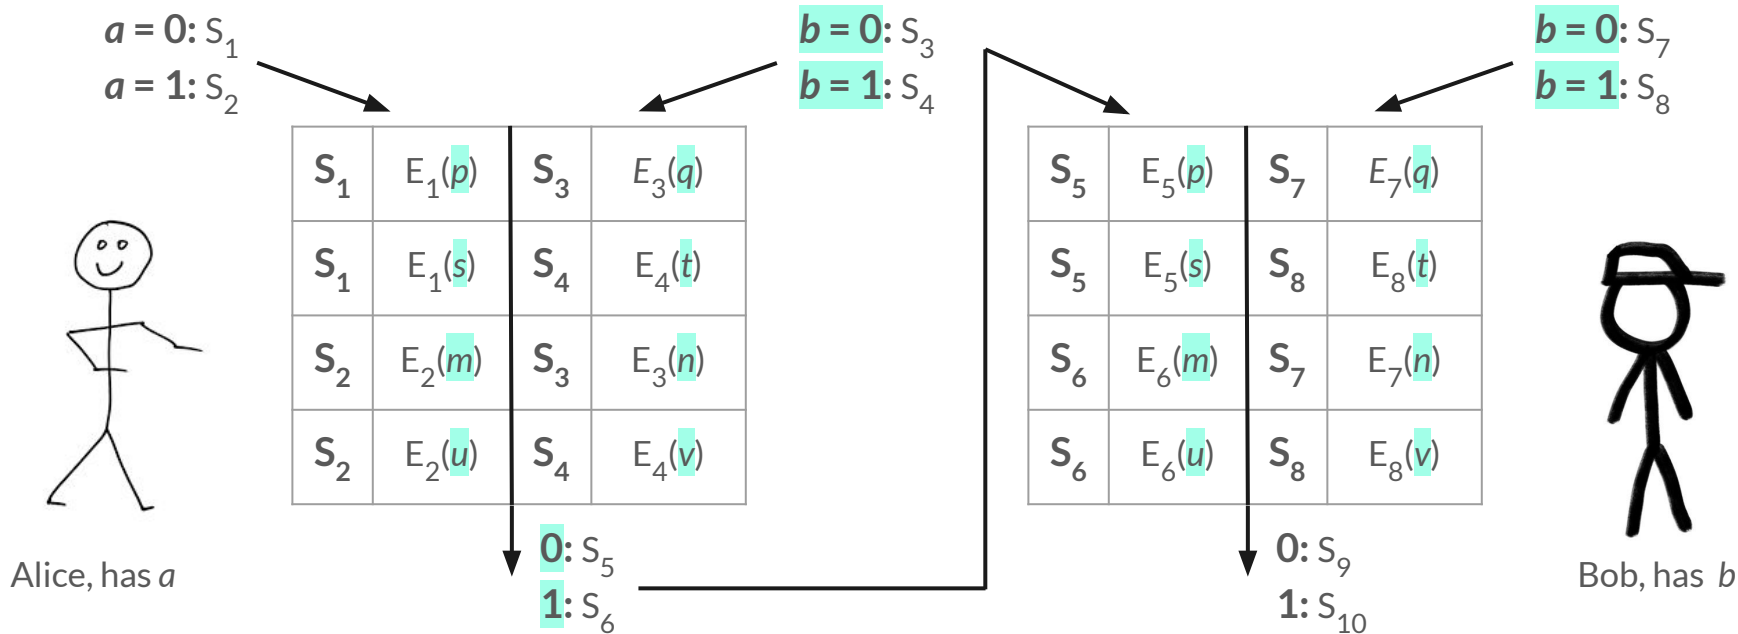 a = 0: S1
a = 1: S2
b = 0: S3
b = 1: S4
b = 0: S7
b = 1: S8
S1 E1(p) S3 E3(q)
S1 E1(s) S4 E4(t)
S2 E2(m) S3 E3(n)
S2 E2(u) S4 E4(v)
0: S5
1: S6
S5 E5(p) S7 E7(q)
S5 E5(s) S8 E8(t)
S6 E6(m) S7 E7(n)
S6 E6(u) S8 E8(v)
0: S9
1: S10
Alice, has a
Bob, has b